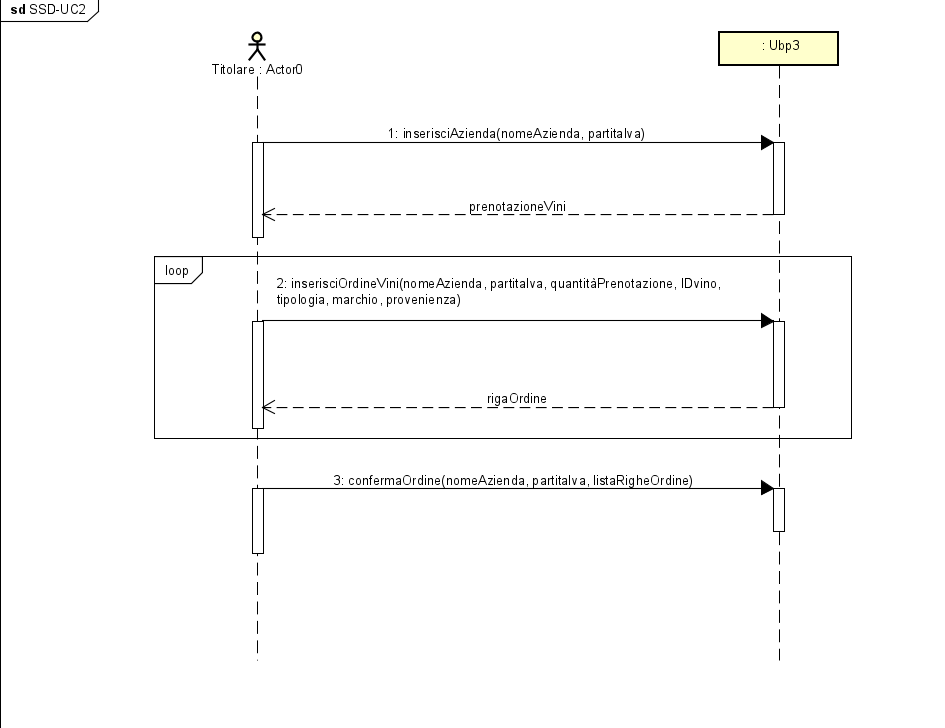 sd SSD-UC2
Titolare : Actor0
: Ubp3
1: inserisciAzienda(nomeAzienda, partitaIva)
prenotazioneVini
loop
2: inserisciOrdineVini(nomeAzienda, partitaIva, quantitàPrenotazione, IDvino,
tipologia, marchio, provenienza)
rigaOrdine
3: confermaOrdine(nomeAzienda, partitaIva, listaRigheOrdine)